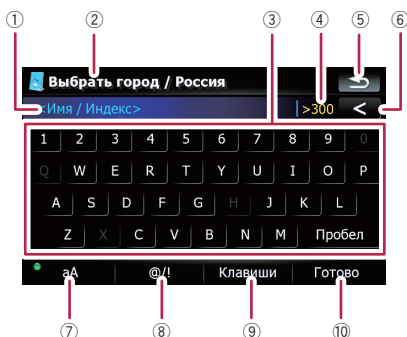 ① ② ③ ④ ⑤ ⑥
Выбрать город / Россия
<Имя / Индекс> >300 <
1 2 3 4 5 6 7 8 9 0
Q W E R T Y U I O P
A S D F G H J K L
Z X C V B N M Пробел
aA @/! Клавиши Готово
⑦ ⑧ ⑨ ⑩